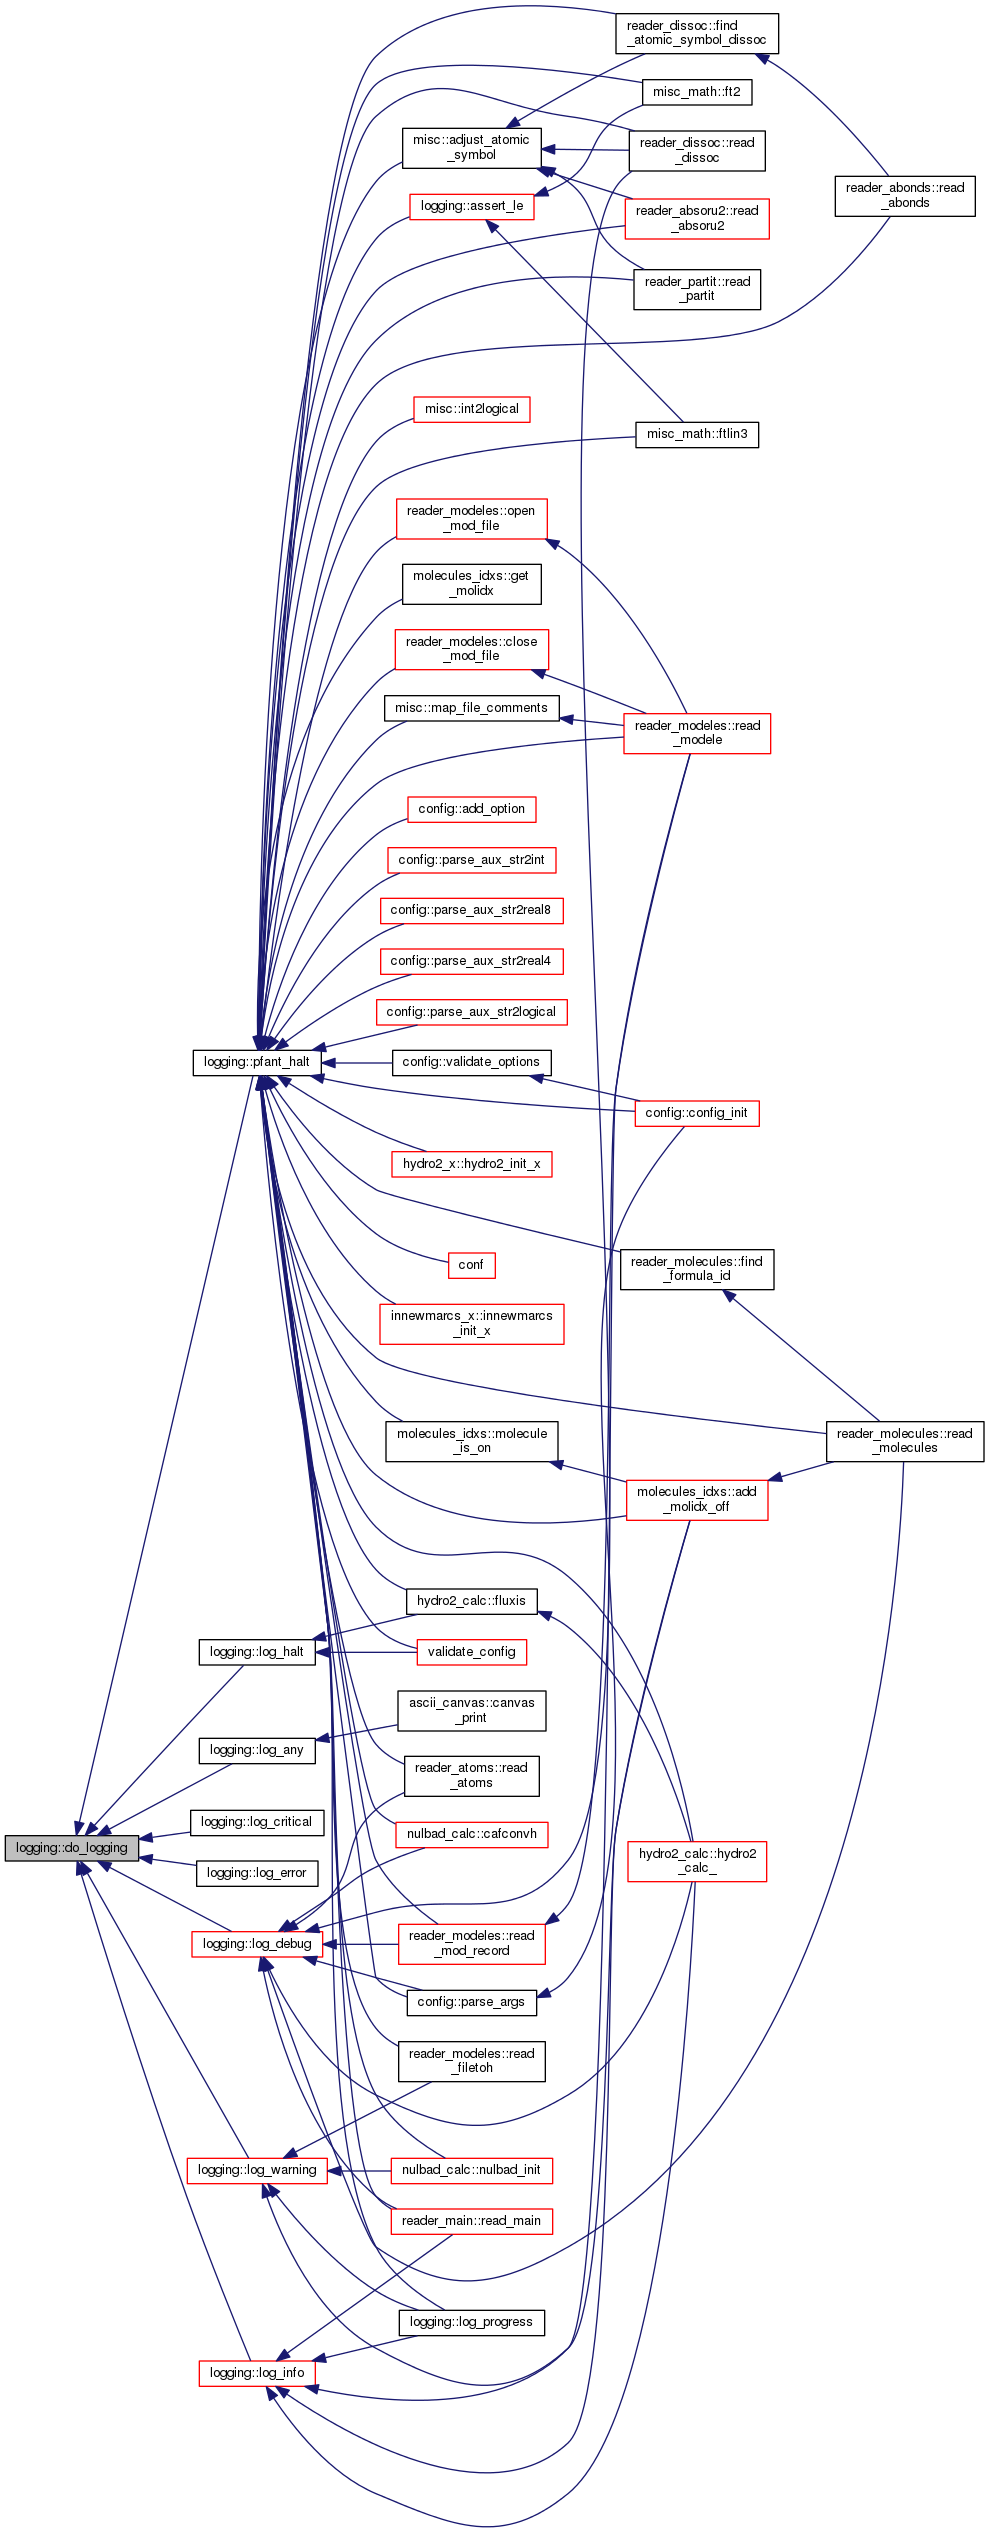 reader_dissoc::find
_atomic_symbol_dissoc
misc_math::ft2
misc::adjust_atomic
_symbol
reader_dissoc::read
_dissoc
reader_abonds::read
_abonds
logging::assert_le
reader_absoru2::read
_absoru2
reader_partit::read
_partit
misc::int2logical
misc_math::ftlin3
reader_modeles::open
_mod_file
molecules_idxs::get
_molidx
reader_modeles::close
_mod_file
misc::map_file_comments
reader_modeles::read
_modele
config::add_option
config::parse_aux_str2int
config::parse_aux_str2real8
config::parse_aux_str2real4
config::parse_aux_str2logical
logging::pfant_halt
config::validate_options
config::config_init
hydro2_x::hydro2_init_x
conf
reader_molecules::find
_formula_id
innewmarcs_x::innewmarcs
_init_x
molecules_idxs::molecule
_is_on
reader_molecules::read
_molecules
molecules_idxs::add
_molidx_off
hydro2_calc::fluxis
logging::log_halt
validate_config
ascii_canvas::canvas
_print
logging::log_any
reader_atoms::read
_atoms
logging::log_critical
nulbad_calc::cafconvh
logging::do_logging
hydro2_calc::hydro2
_calc_
logging::log_error
logging::log_debug
reader_modeles::read
_mod_record
config::parse_args
reader_modeles::read
_filetoh
logging::log_warning
nulbad_calc::nulbad_init
reader_main::read_main
logging::log_progress
logging::log_info